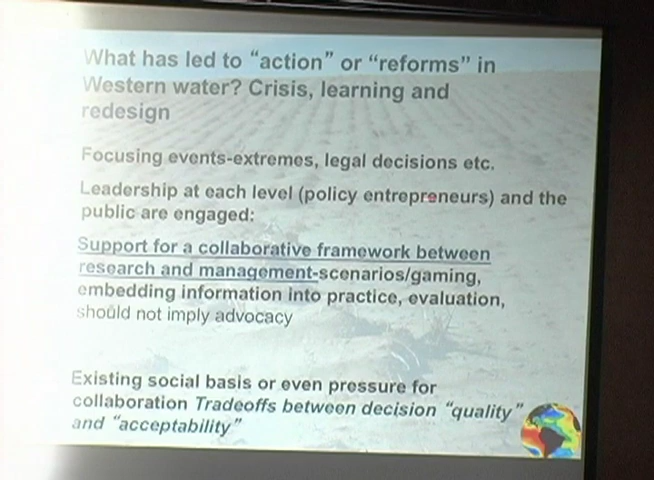 What has led to “action” or “reforms” in
Western water? Crisis, learning and
redesign
Focusing events-extremes, legal decisions etc.
Leadership at each level (policy entrepreneurs) and the
public are engaged:
Support for a collaborative framework between
research and management-scenarios/gaming,
embedding information into practice, evaluation,
should not imply advocacy
Existing social basis or even pressure for
collaboration Tradeoffs between decision “quality”
and “acceptability”